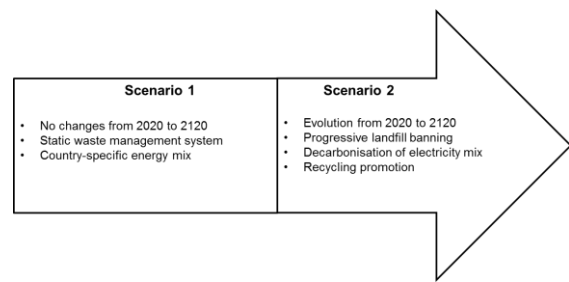 Scenario 1
• No changes from 2020 to 2120
• Static waste management system
• Country-specific energy mix
Scenario 2
• Evolution from 2020 to 2120
• Progressive landfill banning
• Decarbonisation of electricity mix
• Recycling promotion